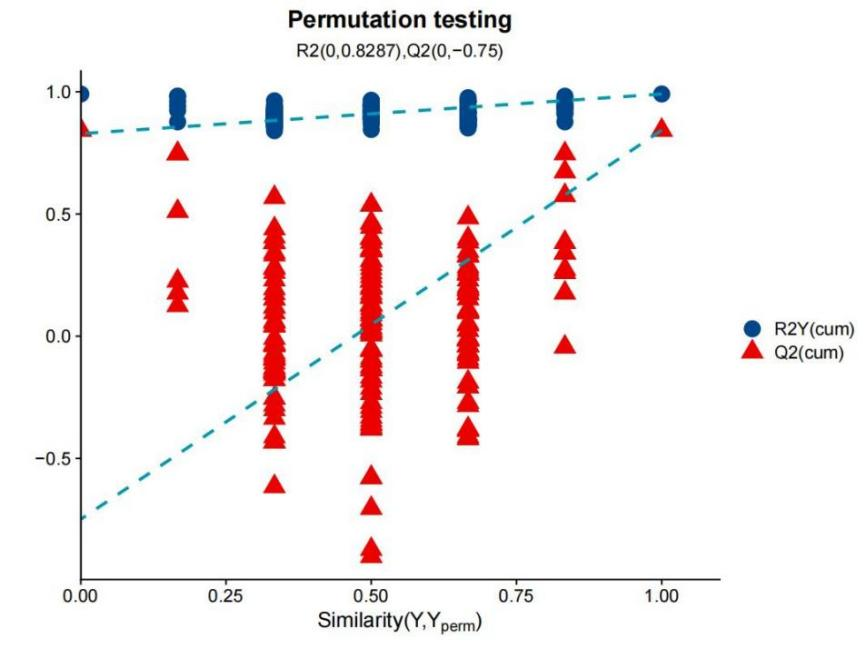 Permutation testing
R2(0,0.8287),Q2(0,−0.75)
1.0
0.5
0.0
−0.5
0.00 0.25 0.50 0.75 1.00
Similarity(Y,Yperm)
R2Y(cum)
Q2(cum)